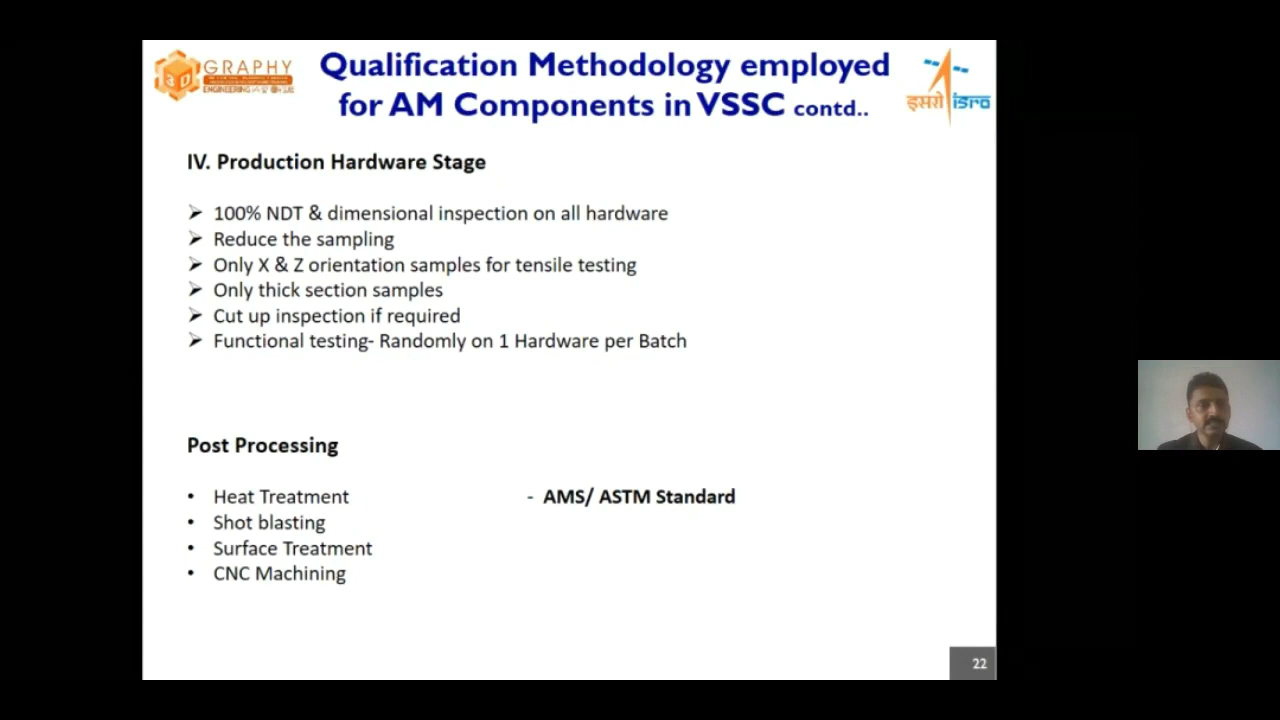 GRAPHY
ENGINEERING
Qualification Methodology employed
for AM Components in VSSC contd..
इसरो isro
IV. Production Hardware Stage
➢ 100% NDT & dimensional inspection on all hardware
➢ Reduce the sampling
➢ Only X & Z orientation samples for tensile testing
➢ Only thick section samples
➢ Cut up inspection if required
➢ Functional testing- Randomly on 1 Hardware per Batch
Post Processing
• Heat Treatment - AMS/ ASTM Standard
• Shot blasting
• Surface Treatment
• CNC Machining
22